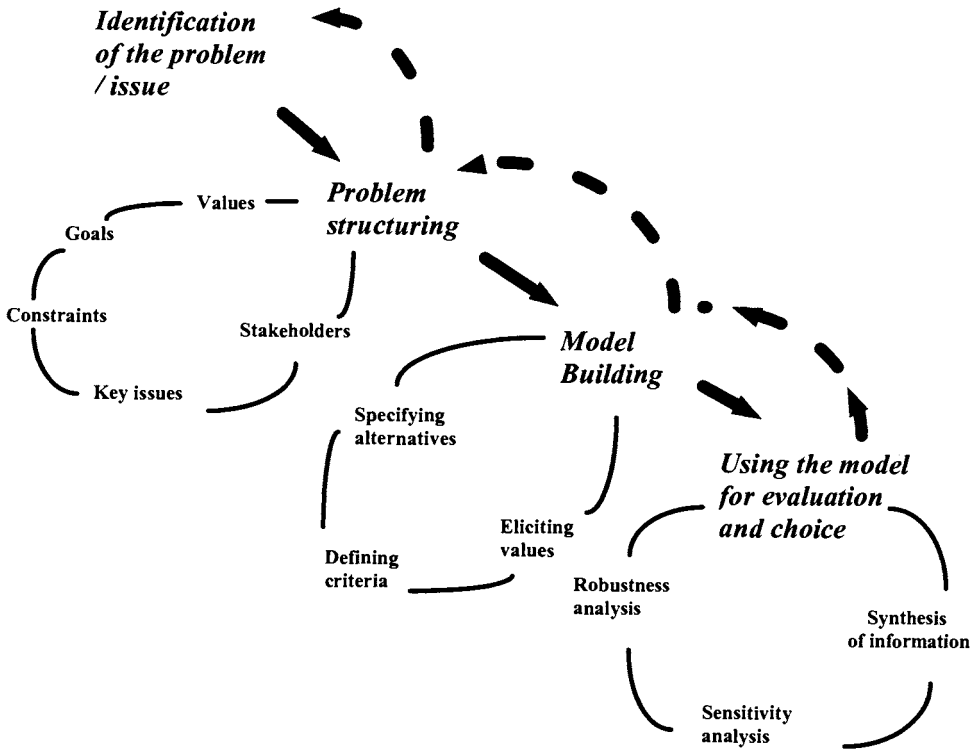 Identification
of the problem
/ issue
Problem
structuring
Values
Goals
Constraints
Key issues
Stakeholders
Model
Building
Specifying
alternatives
Defining
criteria
Eliciting
values
Using the model
for evaluation
and choice
Robustness
analysis
Synthesis
of information
Sensitivity
analysis